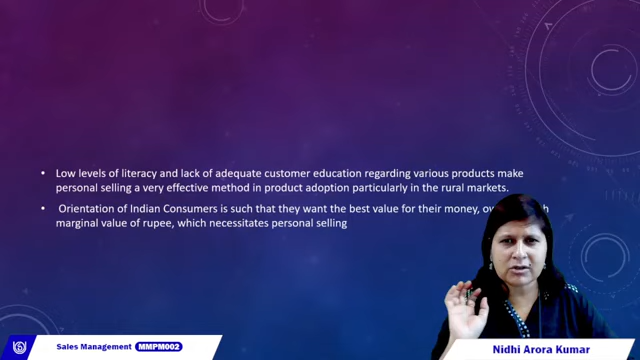 • Low levels of literacy and lack of adequate customer education regarding various products make
personal selling a very effective method in product adoption particularly in the rural markets.
• Orientation of Indian Consumers is such that they want the best value for their money,
marginal value of rupee, which necessitates personal selling
Sales Management MMPM002
Nidhi Arora Kumar